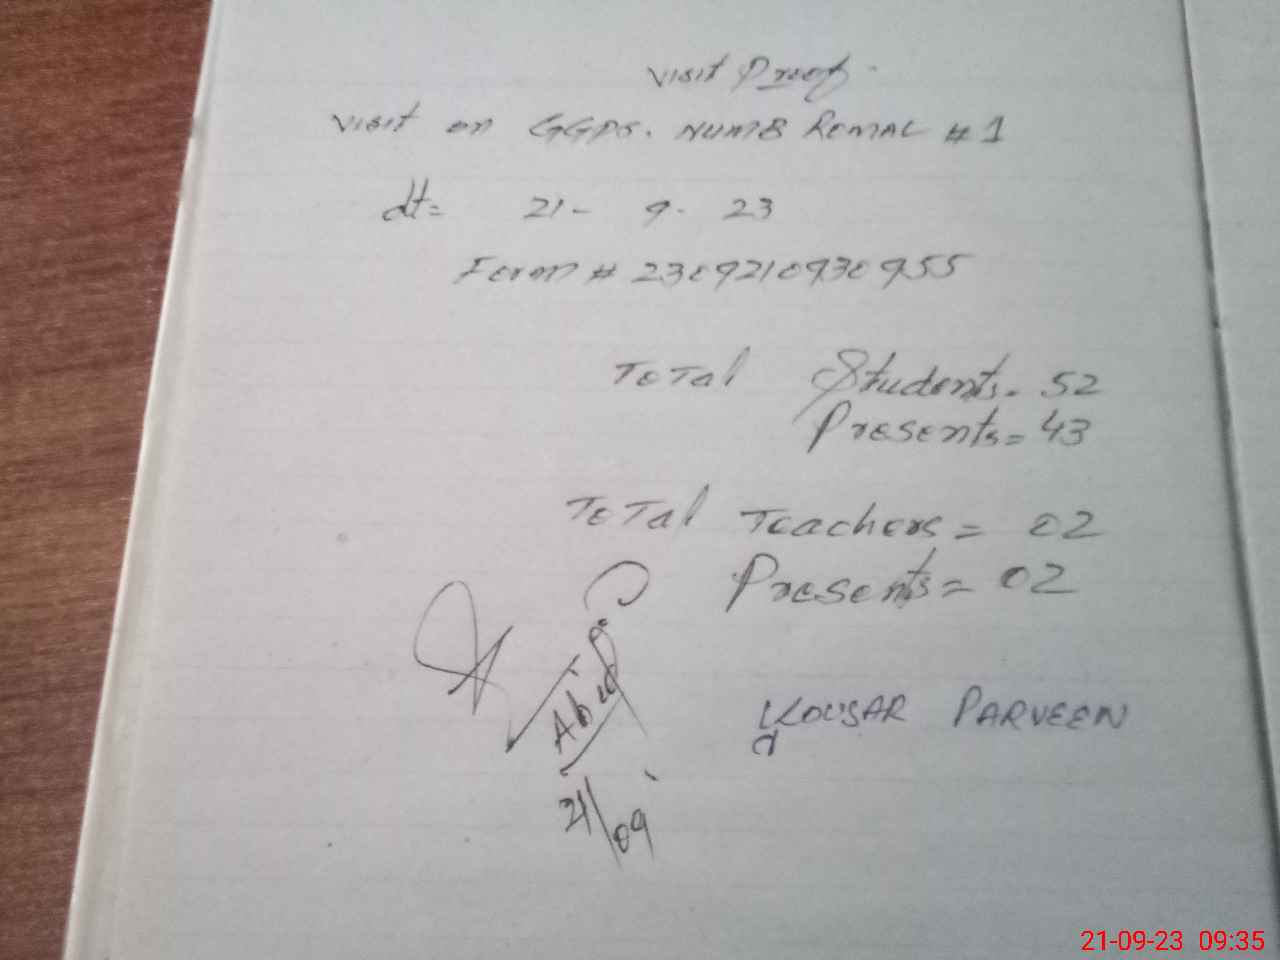 Visit Proof.
Visit on GGPS. NUMB ROMAL # 1
dt= 21- 9. 23
Form # 2309210930955
Total Students = 52
Presents = 43
Total Teachers = 02
Presents = 02
Abid
KOUSAR PARVEEN
21/09
21-09-23 09:35